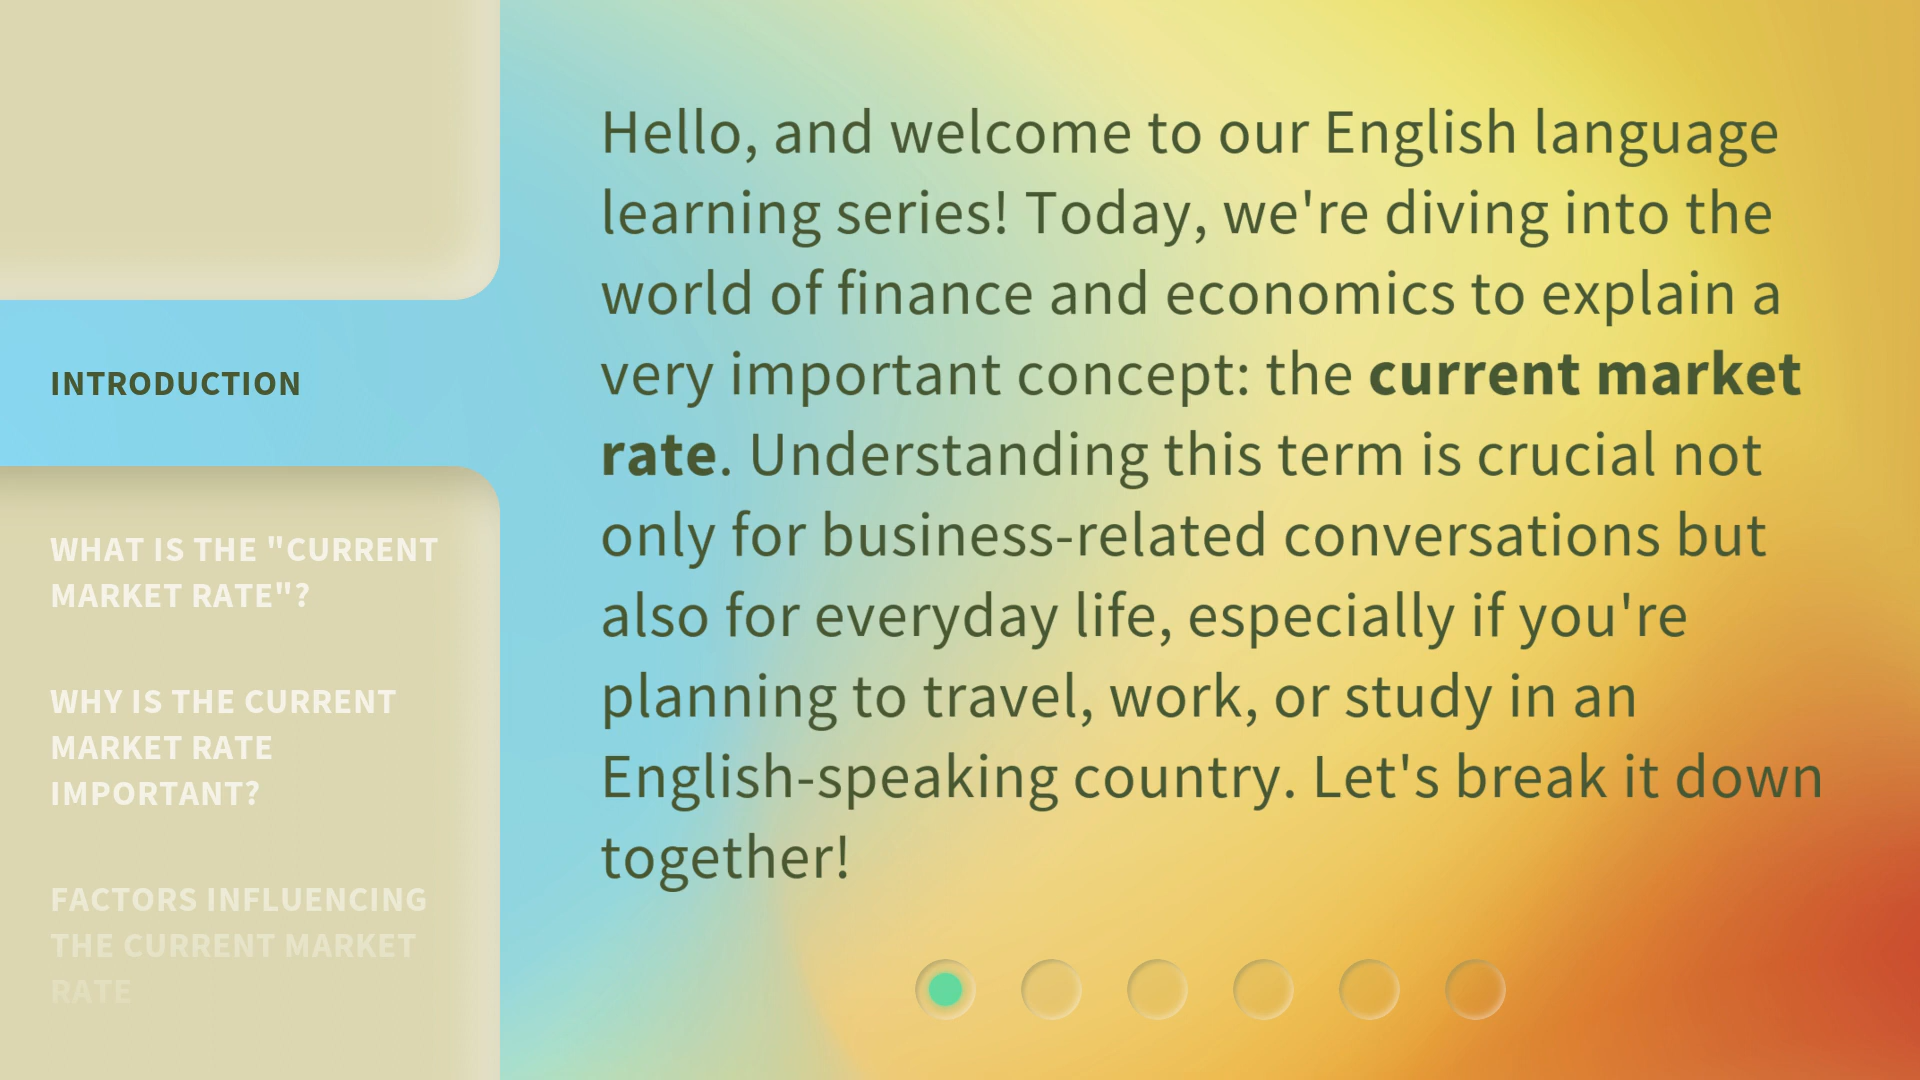 INTRODUCTION
WHAT IS THE "CURRENT
MARKET RATE"?
WHY IS THE CURRENT
MARKET RATE
IMPORTANT?
FACTORS INFLUENCING
THE CURRENT MARKET
RATE
Hello, and welcome to our English language
learning series! Today, we're diving into the
world of finance and economics to explain a
very important concept: the current market
rate. Understanding this term is crucial not
only for business-related conversations but
also for everyday life, especially if you're
planning to travel, work, or study in an
English-speaking country. Let's break it down
together!